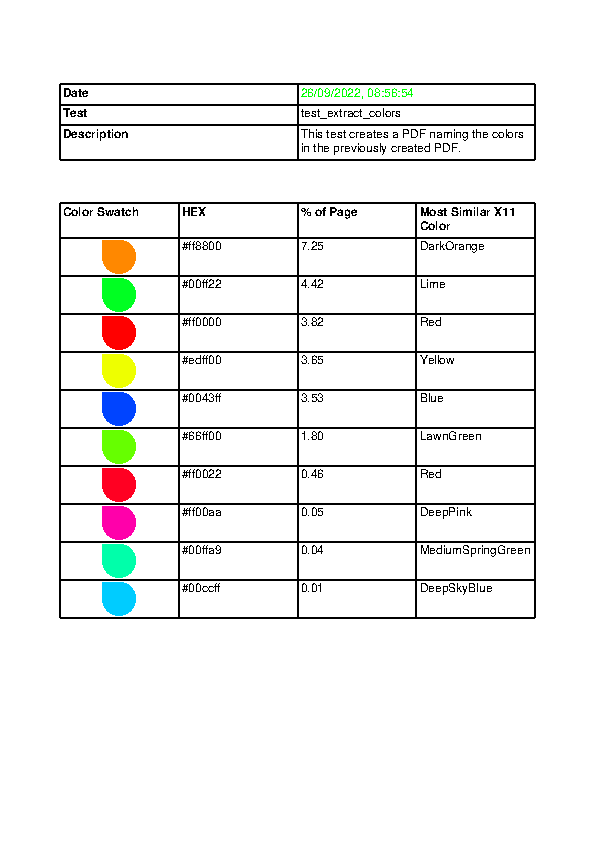 Date 26/09/2022, 08:56:54
Test test_extract_colors
Description This test creates a PDF naming the colors
in the previously created PDF.
Color Swatch HEX % of Page Most Similar X11
Color
#ff8800 7.25 DarkOrange
#00ff22 4.42 Lime
#ff0000 3.82 Red
#edff00 3.65 Yellow
#0043ff 3.53 Blue
#66ff00 1.80 LawnGreen
#ff0022 0.46 Red
#ff00aa 0.05 DeepPink
#00ffa9 0.04 MediumSpringGreen
#00ccff 0.01 DeepSkyBlue